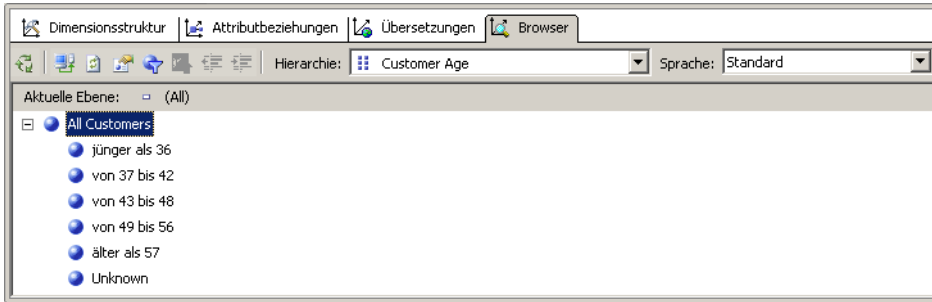 Dimensionsstruktur Attributbeziehungen Übersetzungen Browser
Hierarchie: Customer Age Sprache: Standard
Aktuelle Ebene: (All)
All Customers
jünger als 36
von 37 bis 42
von 43 bis 48
von 49 bis 56
älter als 57
Unknown